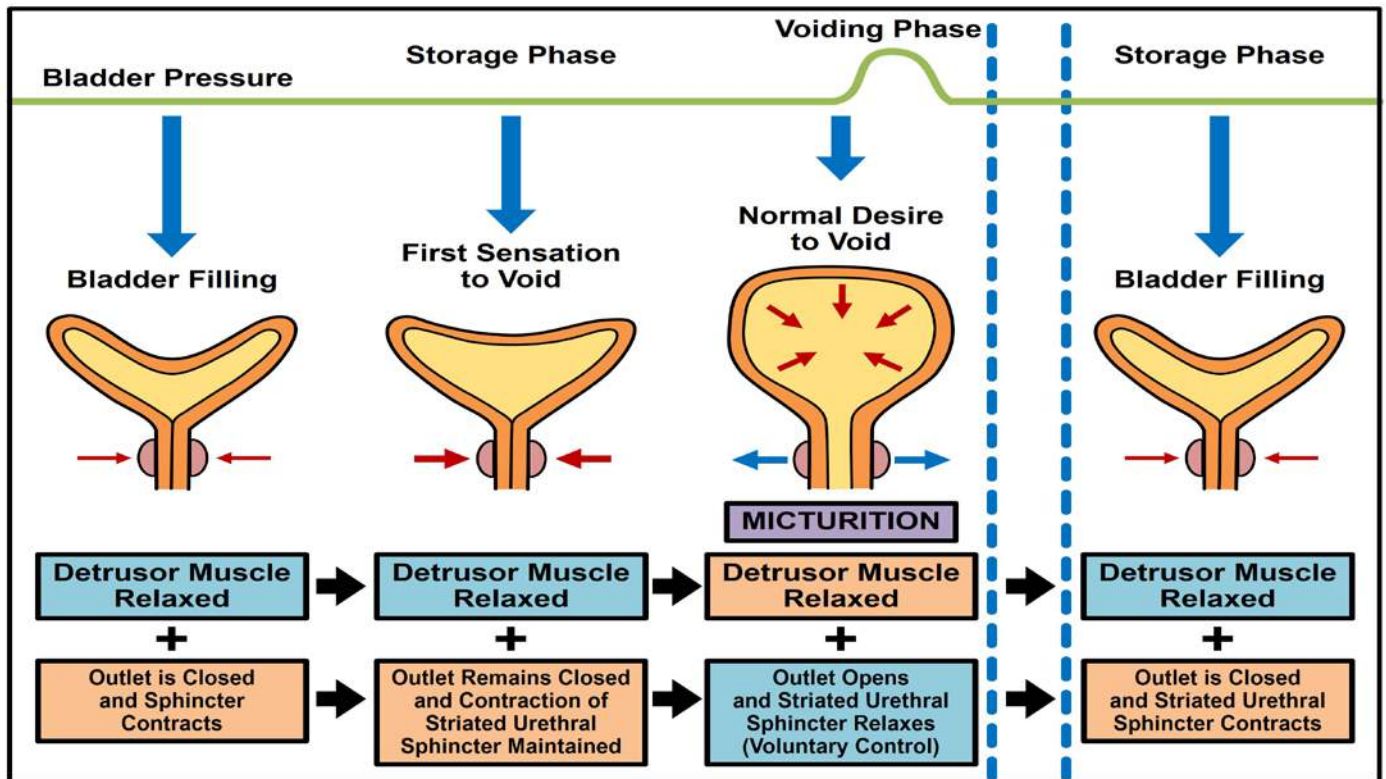 Bladder Pressure
Storage Phase
Voiding Phase
Storage Phase
Bladder Filling
First Sensation
to Void
Normal Desire
to Void
Bladder Filling
MICTURITION
Detrusor Muscle
Relaxed
Detrusor Muscle
Relaxed
Detrusor Muscle
Relaxed
Detrusor Muscle
Relaxed
+
+
+
+
Outlet is Closed
and Sphincter
Contracts
Outlet Remains Closed
and Contraction of
Striated Urethral
Sphincter Maintained
Outlet Opens
and Striated Urethral
Sphincter Relaxes
(Voluntary Control)
Outlet is Closed
and Striated Urethral
Sphincter Contracts